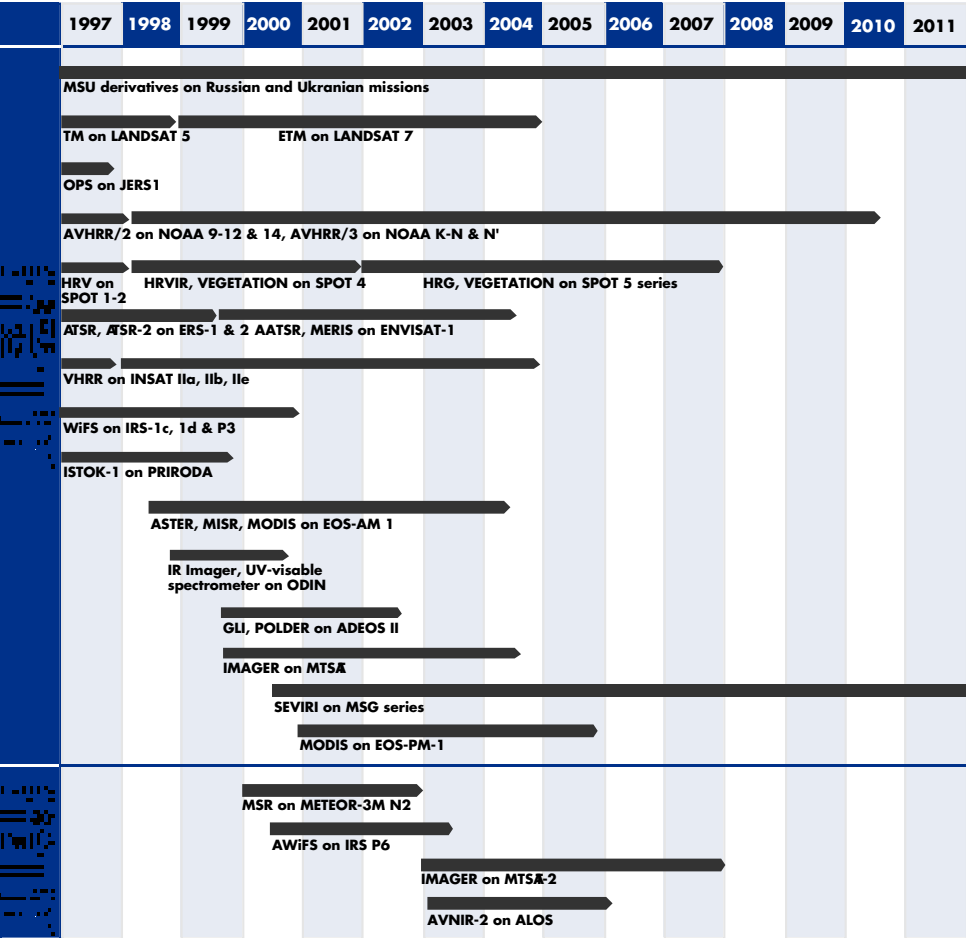 1997 1998 1999 2000 2001 2002 2003 2004 2005 2006 2007 2008 2009 2010 2011
MSU derivatives on Russian and Ukranian missions
TM on LANDSAT 5 ETM on LANDSAT 7
OPS on JERS1
AVHRR/2 on NOAA 9-12 & 14, AVHRR/3 on NOAA K-N & N'
HRV on HRVIR, VEGETATION on SPOT 4 HRG, VEGETATION on SPOT 5 series
SPOT 1-2
ATSR, ATSR-2 on ERS-1 & 2 AATSR, MERIS on ENVISAT-1
VHRR on INSAT IIa, IIb, IIe
WiFS on IRS-1c, 1d & P3
ISTOK-1 on PRIRODA
ASTER, MISR, MODIS on EOS-AM 1
IR Imager, UV-visable
spectrometer on ODIN
GLI, POLDER on ADEOS II
IMAGER on MTSAT
SEVIRI on MSG series
MODIS on EOS-PM-1
MSR on METEOR-3M N2
AWiFS on IRS P6
IMAGER on MTSAT-2
AVNIR-2 on ALOS